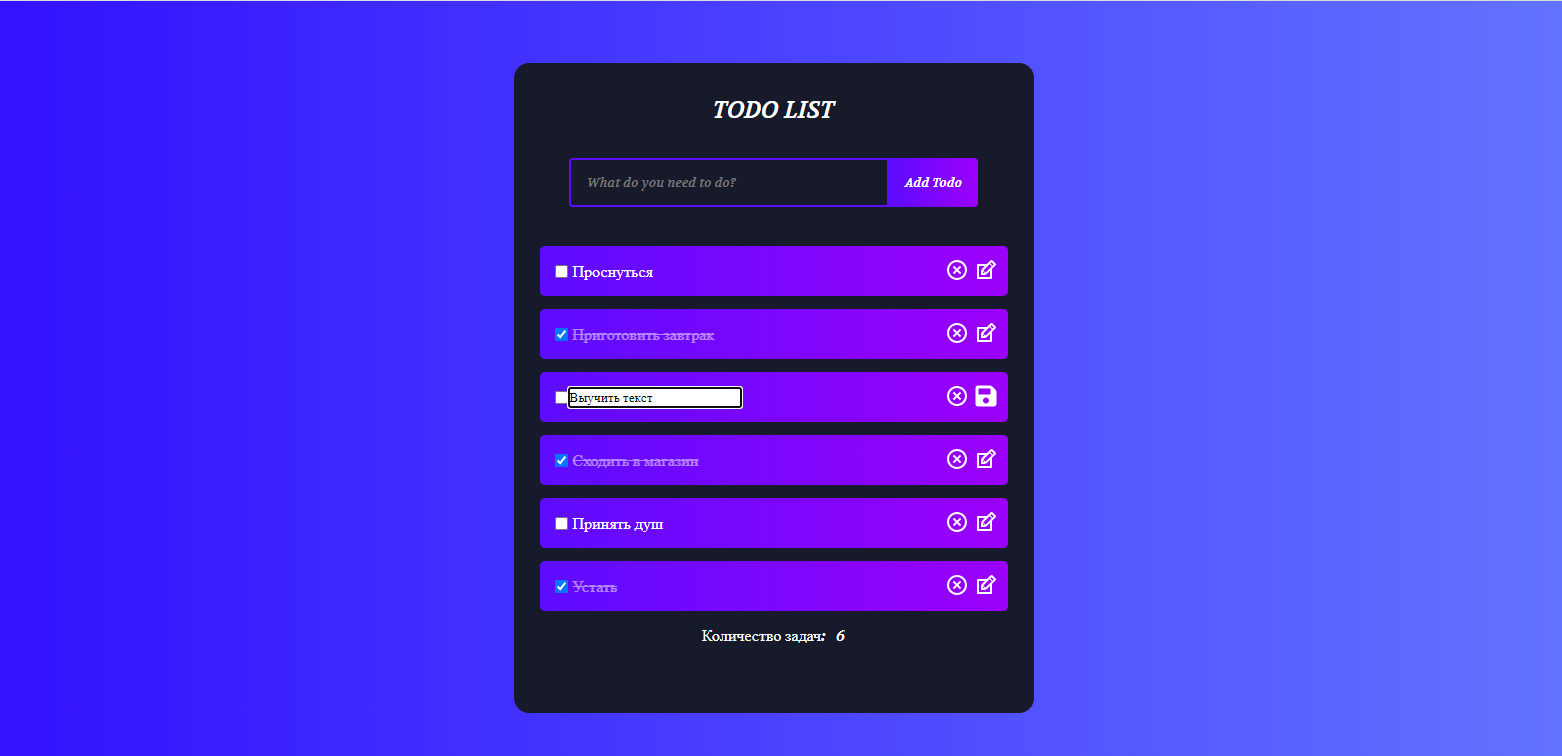 TODO LIST
What do you need to do?
Add Todo
Проснуться
Приготовить завтрак
Выучить текст
Сходить в магазин
Принять душ
Устать
Количество задач: 6